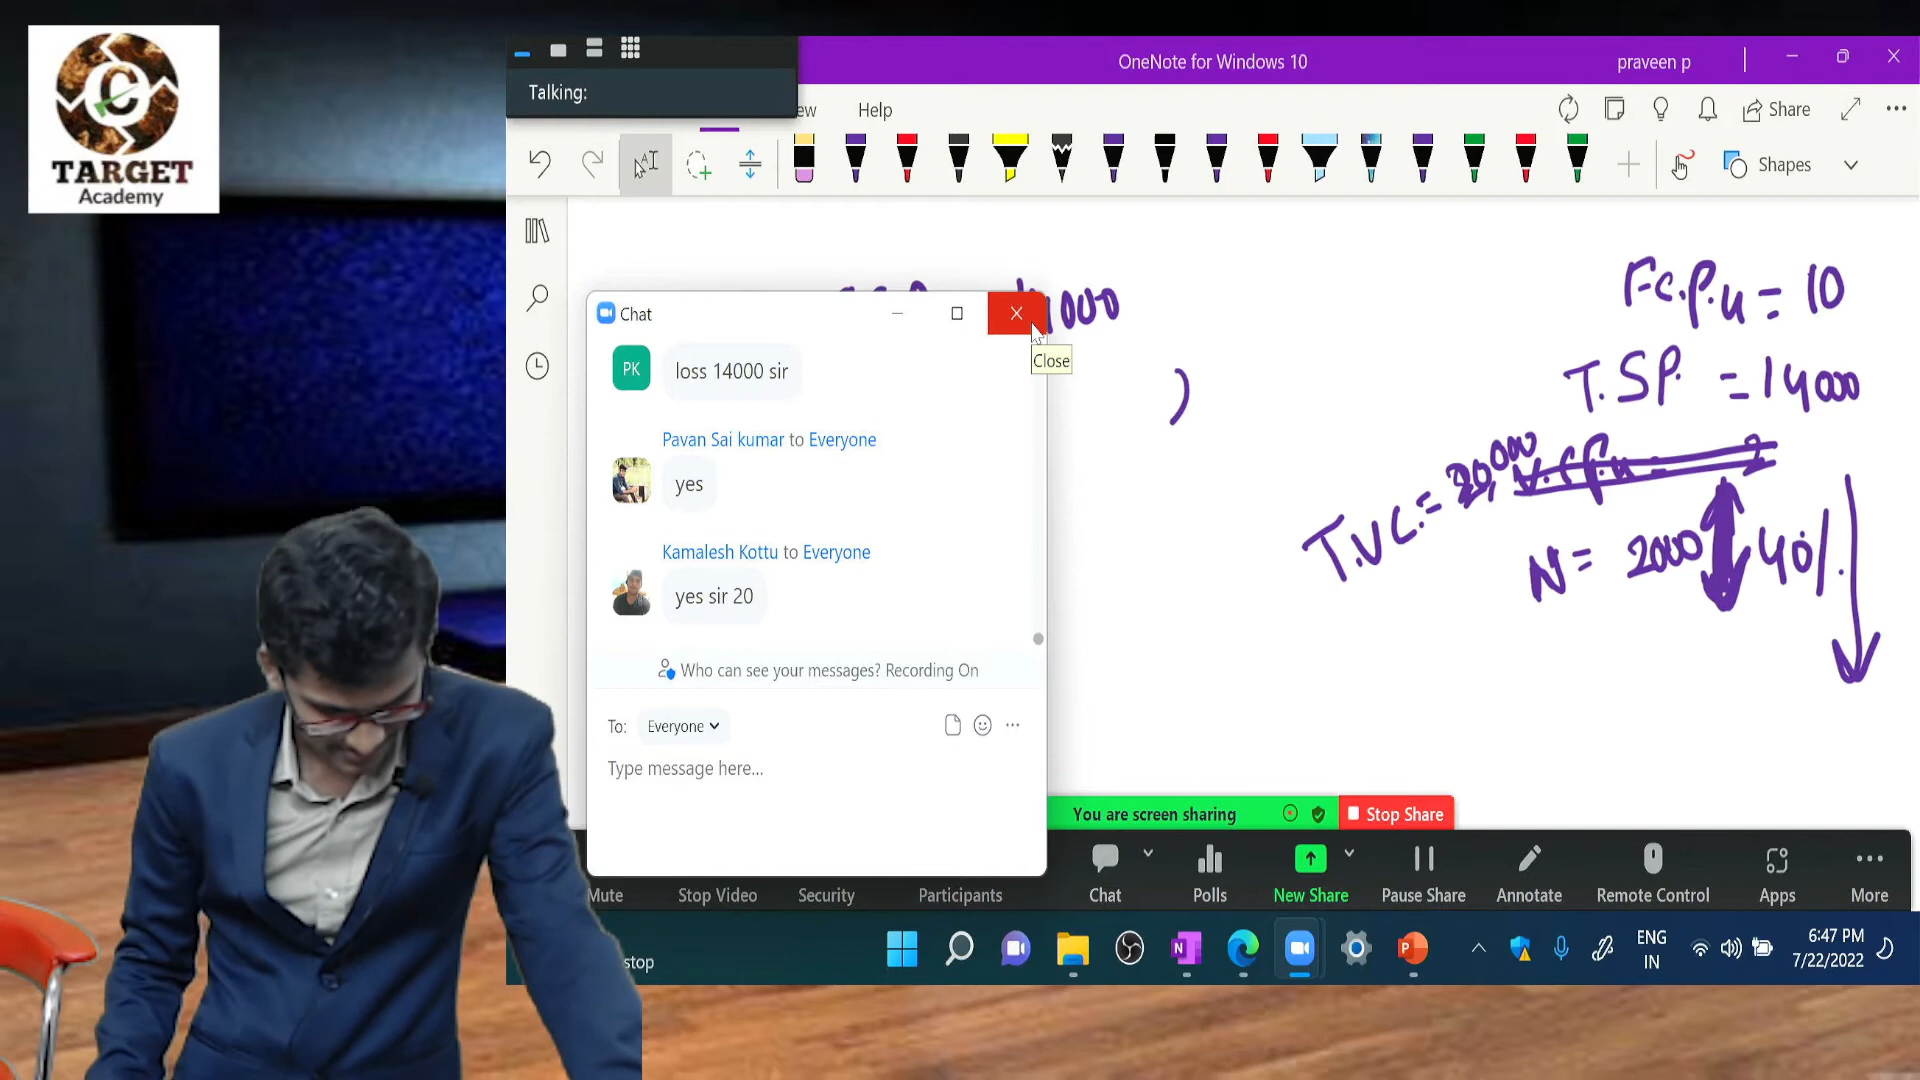 C
TARGET
Academy
Talking:
OneNote for Windows 10
praveen p
ew
Help
Share
Shapes
000
)
F.C.P.u = 10
T.SP. = 14000
T.V.C. = 20,000
N = 2000 40%.
Chat
Close
PK
loss 14000 sir
Pavan Sai kumar to Everyone
yes
Kamalesh Kottu to Everyone
yes sir 20
Who can see your messages? Recording On
To: Everyone
Type message here...
You are screen sharing
Stop Share
Mute
Stop Video
Security
Participants
Chat
Polls
New Share
Pause Share
Annotate
Remote Control
Apps
More
stop
ENG
IN
6:47 PM
7/22/2022